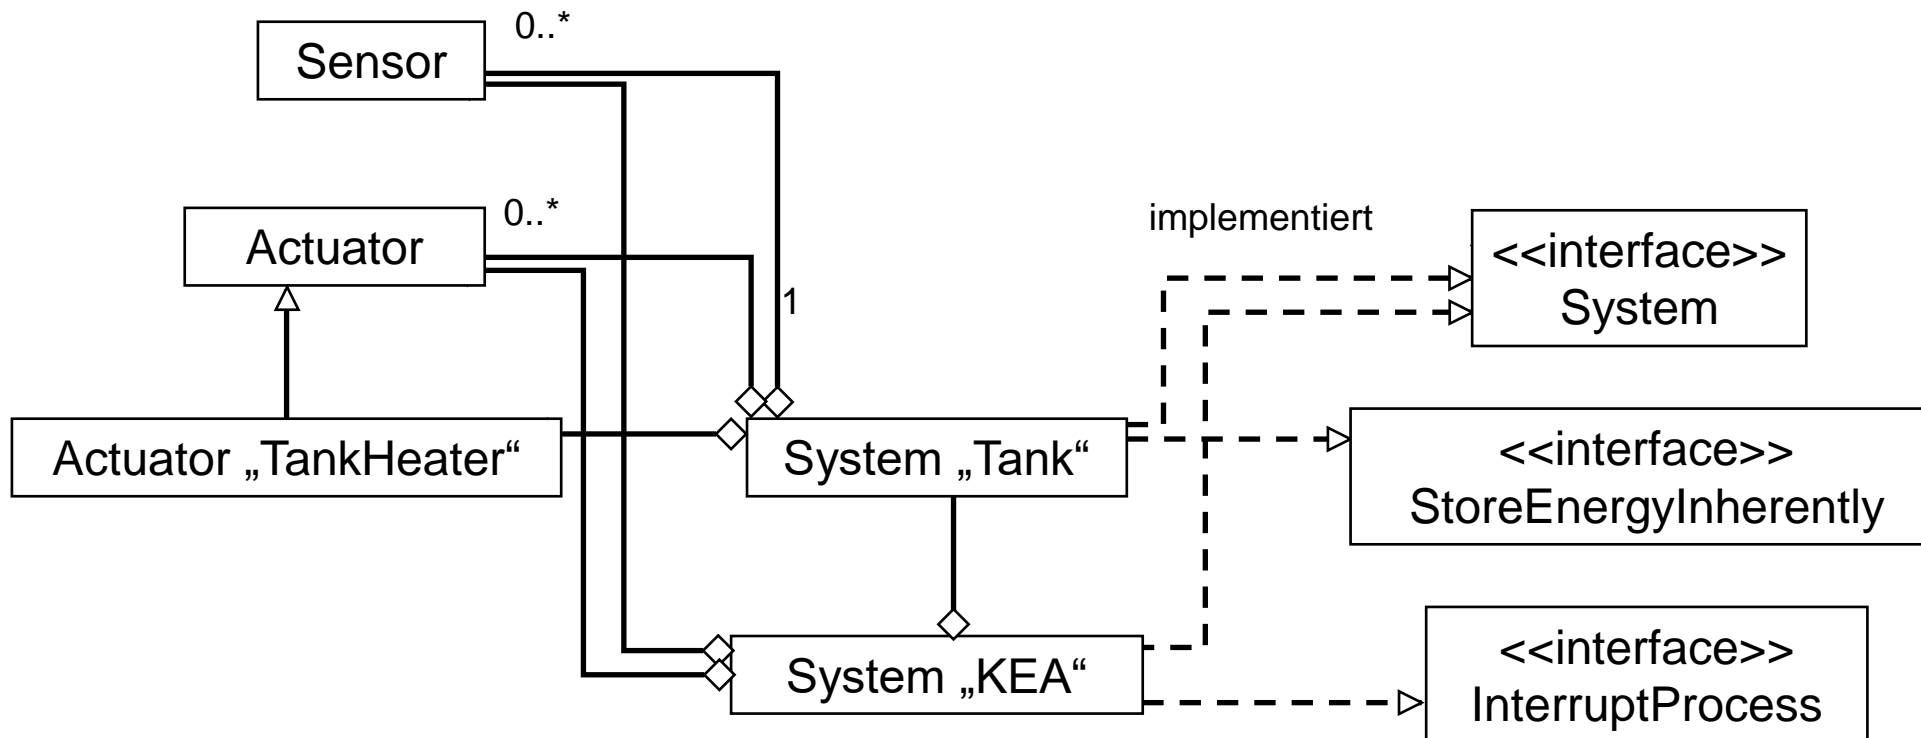 0..*
Sensor
0..*
Actuator
implementiert
<<interface>>
System
1
Actuator „TankHeater“
System „Tank“
<<interface>>
StoreEnergyInherently
System „KEA“
<<interface>>
InterruptProcess